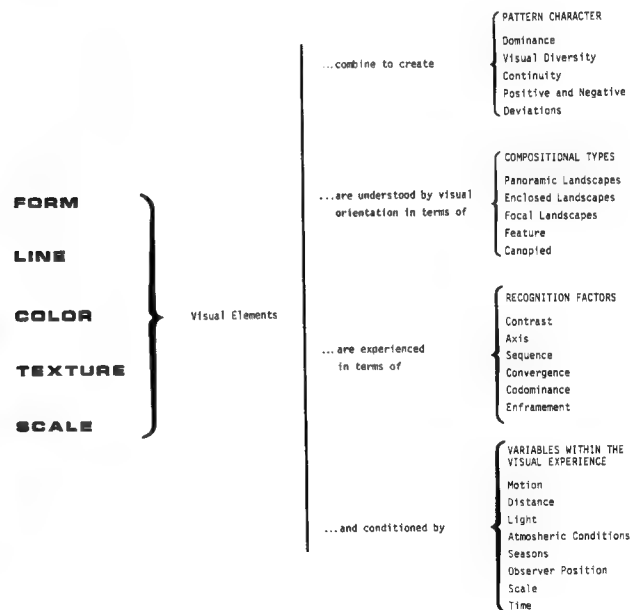 FORM
LINE
COLOR
TEXTURE
SCALE
Visual Elements
...combine to create
PATTERN CHARACTER
Dominance
Visual Diversity
Continuity
Positive and Negative
Deviations
...are understood by visual
orientation in terms of
COMPOSITIONAL TYPES
Panoramic Landscapes
Enclosed Landscapes
Focal Landscapes
Feature
Canopied
...are experienced
in terms of
RECOGNITION FACTORS
Contrast
Axis
Sequence
Convergence
Codominance
Enframement
...and conditioned by
VARIABLES WITHIN THE
VISUAL EXPERIENCE
Motion
Distance
Light
Atmosheric Conditions
Seasons
Observer Position
Scale
Time